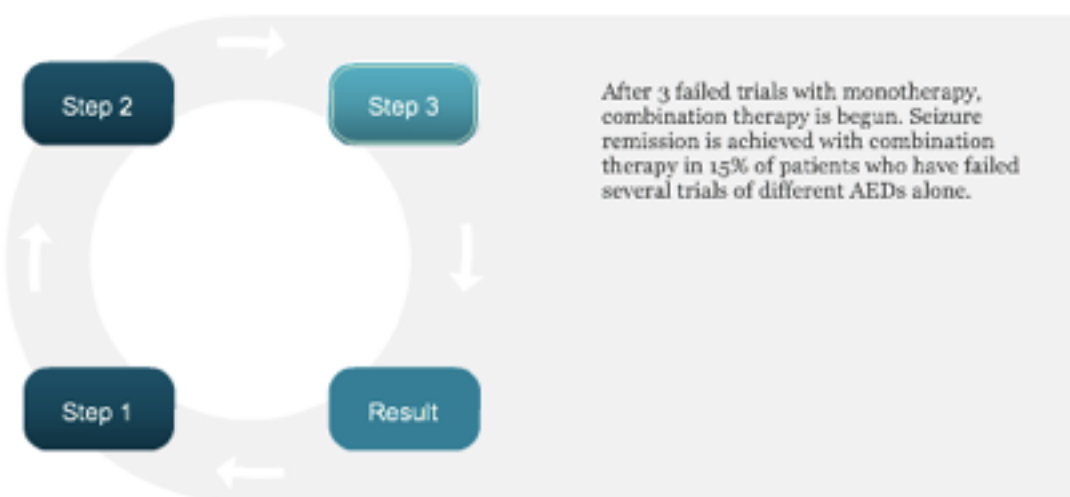 Step 2
Step 3
After 3 failed trials with monotherapy,
combination therapy is begun. Seizure
remission is achieved with combination
therapy in 15% of patients who have failed
several trials of different AEDs alone.
Step 1
Result